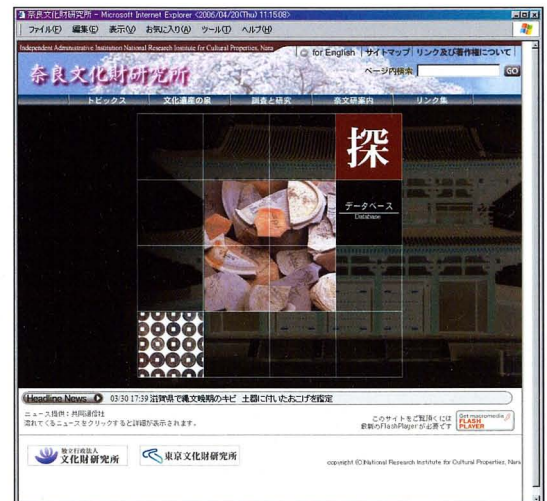 奈良文化財研究所 - Microsoft Internet Explorer <2006/04/20(Thu) 11:15:08>
ファイル(F) 編集(E) 表示(V) お気に入り(A) ツール(T) ヘルプ(H)
Independent Administrative Institution National Research Institute for Cultural Properties, Nara
for English サイトマップ リンク及び著作権について
奈良文化財研究所
ページ内検索 GO
トピックス 文化遺産の泉 調査と研究 奈文研案内 リンク集
探
データベース
Database
Headline News 03/30 17:39 滋賀県で縄文晩期のキビ 土器に付いたおこげを鑑定
ニュース提供：共同通信社
流れてくるニュースをクリックすると詳細が表示されます。
このサイトをご覧頂くには
最新のFlashPlayerが必要です
Get macromedia
FLASH
PLAYER
独立行政法人
文化財研究所
東京文化財研究所
copyright (C)National Research Institute for Cultural Properties, Nara